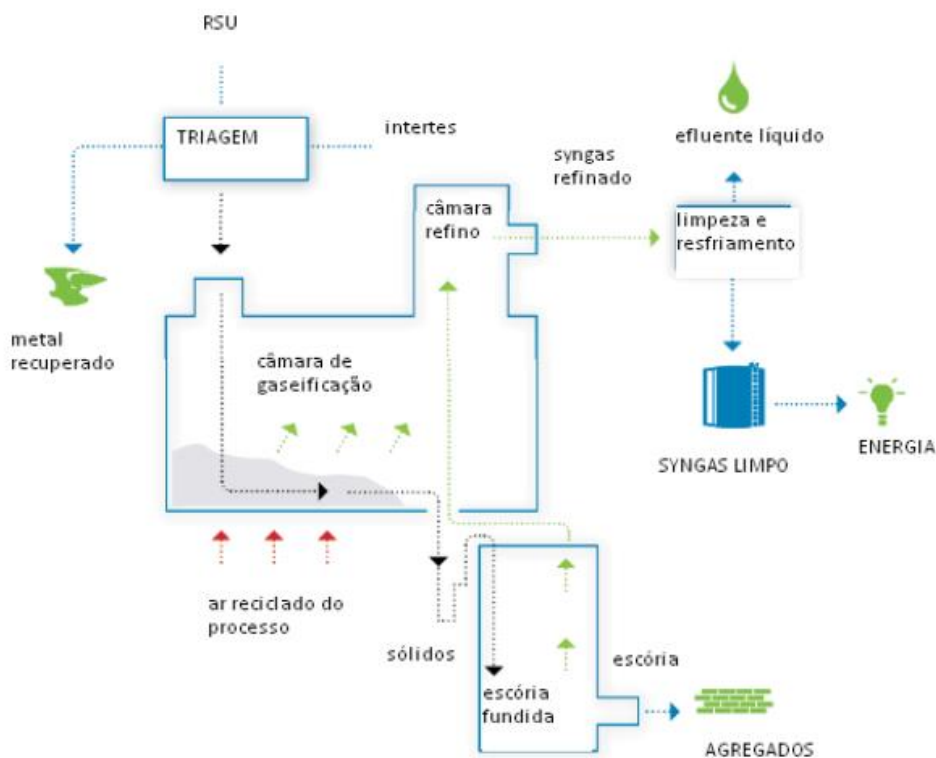 RSU
TRIAGEM
intertes
efluente líquido
syngas
refinado
câmara
refino
limpeza e
resfriamento
metal
recuperado
câmara de
gaseificação
SYNGAS LIMPO
ENERGIA
ar reciclado do
processo
sólidos
escória
fundida
escória
AGREGADOS